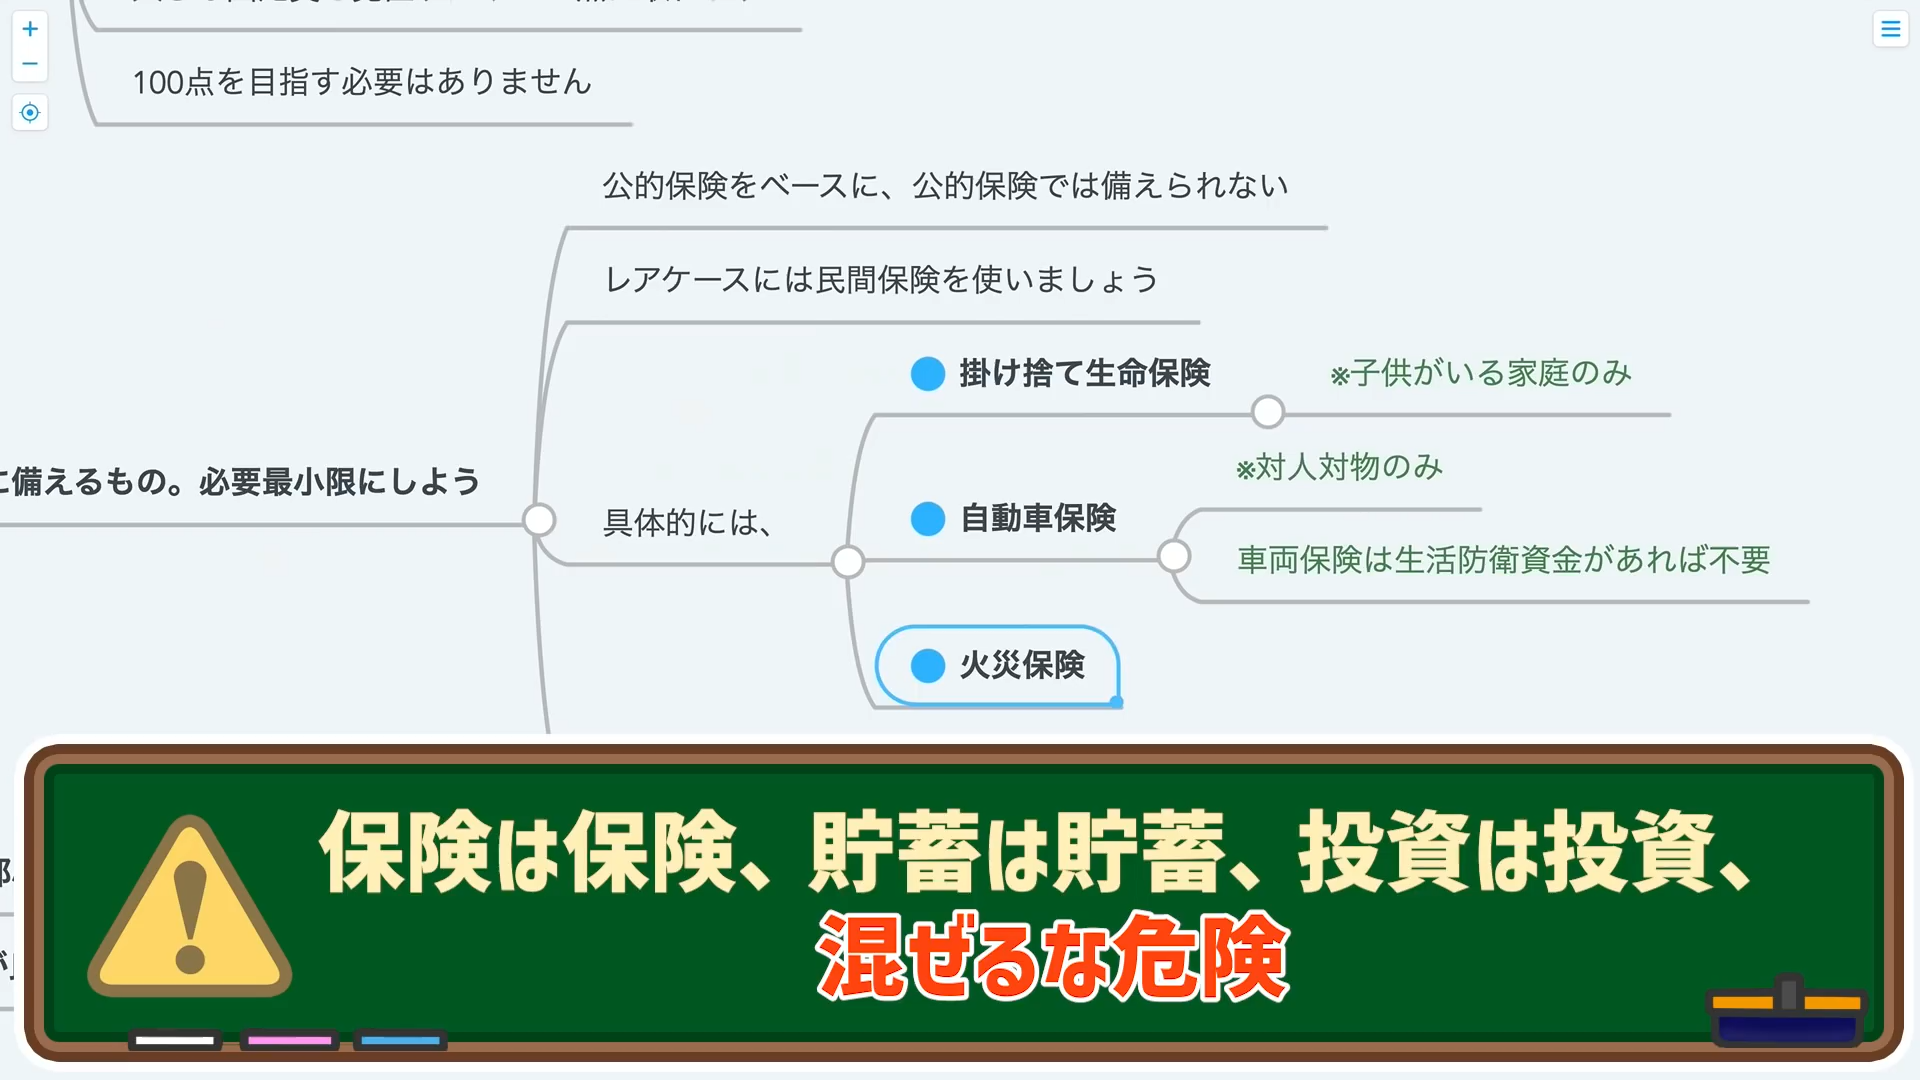 100点を目指す必要はありません
公的保険をベースに、公的保険では備えられない
レアケースには民間保険を使いましょう
掛け捨て生命保険
※子供がいる家庭のみ
に備えるもの。必要最小限にしよう
具体的には、
自動車保険
※対人対物のみ
車両保険は生活防衛資金があれば不要
火災保険
保険は保険、貯蓄は貯蓄、投資は投資、
混ぜるな危険